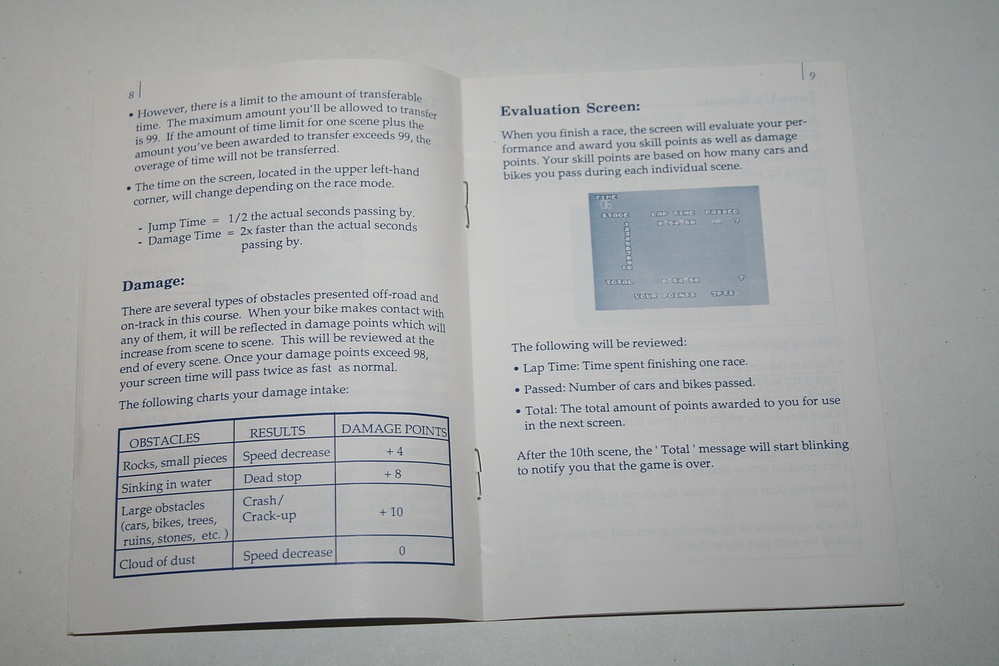 8
• However, there is a limit to the amount of transferable
time. The maximum amount you'll be allowed to transfer
is 99. If the amount of time limit for one scene plus the
amount you've been awarded to transfer exceeds 99, the
overage of time will not be transferred.
• The time on the screen, located in the upper left-hand
corner, will change depending on the race mode.
- Jump Time = 1/2 the actual seconds passing by.
- Damage Time = 2x faster than the actual seconds
passing by.
Damage:
There are several types of obstacles presented off-road and
on-track in this course. When your bike makes contact with
any of them, it will be reflected in damage points which will
increase from scene to scene. This will be reviewed at the
end of every scene. Once your damage points exceed 98,
your screen time will pass twice as fast as normal.
The following charts your damage intake:
OBSTACLES RESULTS DAMAGE POINTS
Rocks, small pieces Speed decrease + 4
Sinking in water Dead stop + 8
Large obstacles
(cars, bikes, trees,
ruins, stones, etc. )
Crash/
Crack-up
+ 10
Cloud of dust Speed decrease 0
9
Evaluation Screen:
When you finish a race, the screen will evaluate your per-
formance and award you skill points as well as damage
points. Your skill points are based on how many cars and
bikes you pass during each individual scene.
TIME
STAGE LAP TIME PASSED
TOTAL
YOUR POINTS
The following will be reviewed:
• Lap Time: Time spent finishing one race.
• Passed: Number of cars and bikes passed.
• Total: The total amount of points awarded to you for use
in the next screen.
After the 10th scene, the ' Total ' message will start blinking
to notify you that the game is over.